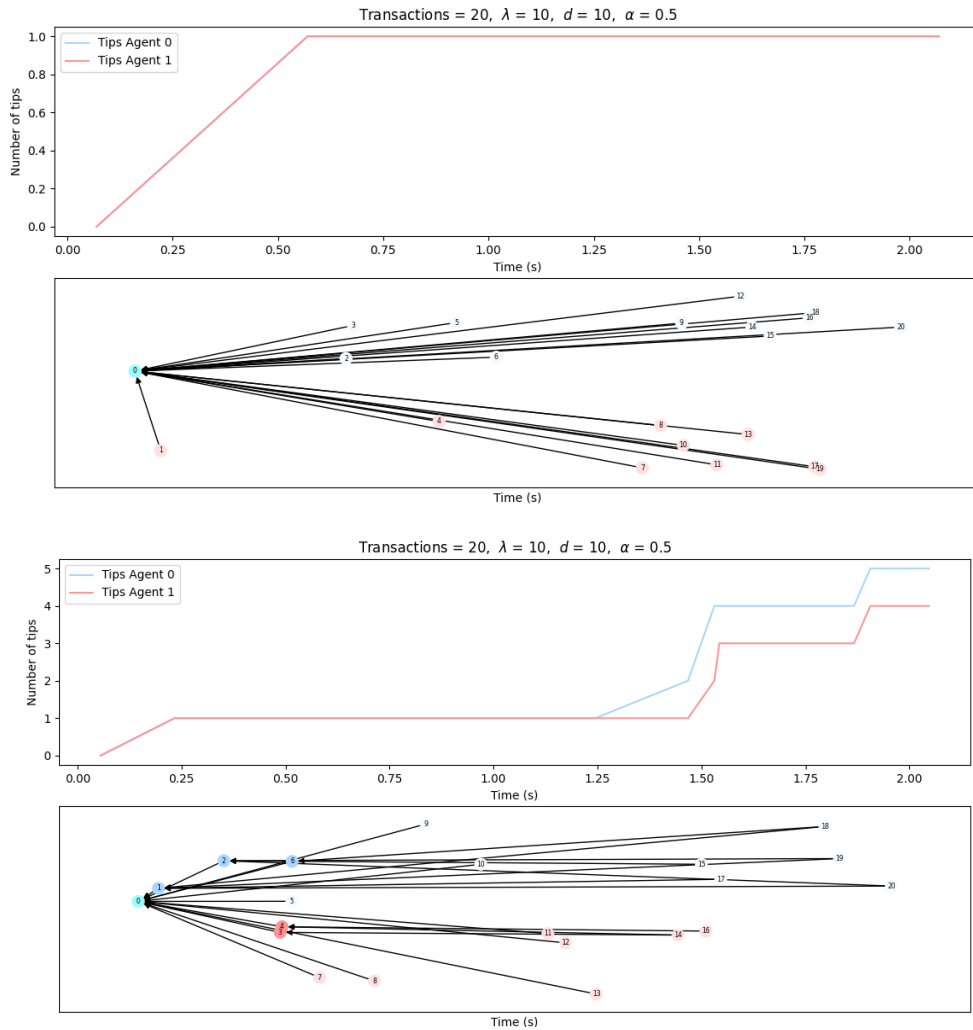 Transactions = 20, λ = 10, d = 10, α = 0.5
Tips Agent 0
Tips Agent 1
Number of tips
1.0
0.8
0.6
0.4
0.2
0.0
0.00 0.25 0.50 0.75 1.00 1.25 1.50 1.75 2.00
Time (s)
12
18
16
3 5 9 14 20
15
2 6
0
4 8
13
1 10
7 11 17 19
Time (s)
Transactions = 20, λ = 10, d = 10, α = 0.5
Tips Agent 0
Tips Agent 1
Number of tips
5
4
3
2
1
0
0.00 0.25 0.50 0.75 1.00 1.25 1.50 1.75 2.00
Time (s)
9 18
2 6 10 15 19
17
1 20
0 5
4 11 16
3 12 14
7 8
13
Time (s)